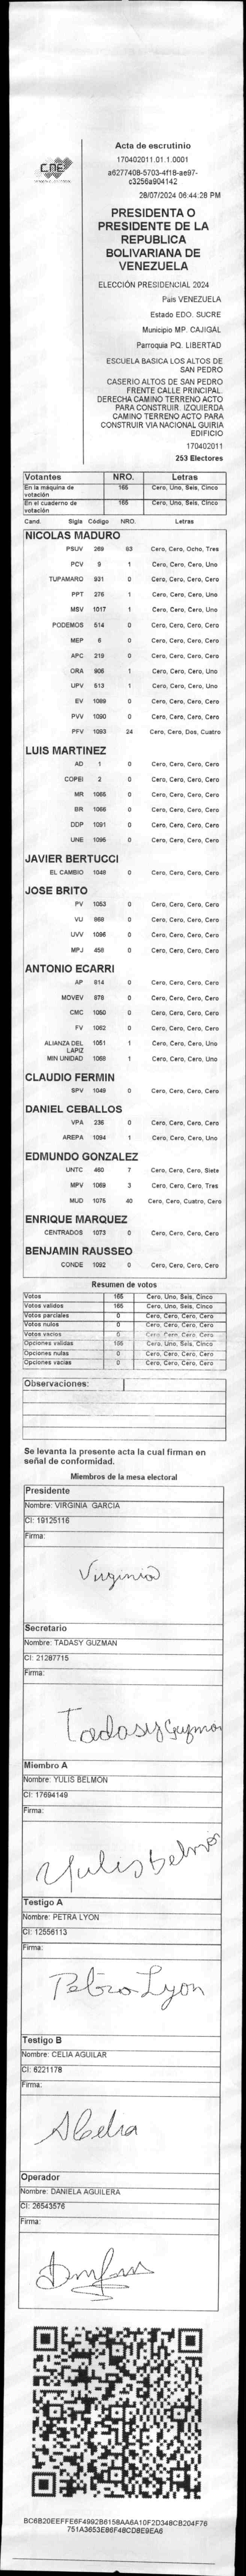 CNE
Acta de escrutinio
170402011.01.1.0001
a6277408-5703-4f18-ae97-
c3256a904142
28/07/2024 06:44:28 PM
PRESIDENTA O
PRESIDENTE DE LA
REPUBLICA
BOLIVARIANA DE
VENEZUELA
ELECCIÓN PRESIDENCIAL 2024
País VENEZUELA
Estado EDO. SUCRE
Municipio MP. CAJIGAL
Parroquia PQ. LIBERTAD
ESCUELA BASICA LOS ALTOS DE
SAN PEDRO
CASERIO ALTOS DE SAN PEDRO
FRENTE CALLE PRINCIPAL.
DERECHA CAMINO TERRENO ACTO
PARA CONSTRUIR. IZQUIERDA
CAMINO TERRENO ACTO PARA
CONSTRUIR VIA NACIONAL GUIRIA
EDIFICIO
170402011
253 Electores
Votantes NRO. Letras
En la máquina de votación 165 Cero, Uno, Seis, Cinco
En el cuaderno de votación 165 Cero, Uno, Seis, Cinco
Cand. Sigla Código NRO. Letras
NICOLAS MADURO
PSUV 269 83 Cero, Cero, Ocho, Tres
PCV 9 1 Cero, Cero, Cero, Uno
TUPAMARO 931 0 Cero, Cero, Cero, Cero
PPT 276 1 Cero, Cero, Cero, Uno
MSV 1017 1 Cero, Cero, Cero, Uno
PODEMOS 514 0 Cero, Cero, Cero, Cero
MEP 6 0 Cero, Cero, Cero, Cero
APC 219 0 Cero, Cero, Cero, Cero
ORA 905 1 Cero, Cero, Cero, Uno
UPV 513 1 Cero, Cero, Cero, Uno
EV 1089 0 Cero, Cero, Cero, Cero
PVV 1090 0 Cero, Cero, Cero, Cero
PFV 1093 24 Cero, Cero, Dos, Cuatro
LUIS MARTINEZ
AD 1 0 Cero, Cero, Cero, Cero
COPEI 2 0 Cero, Cero, Cero, Cero
MR 1065 0 Cero, Cero, Cero, Cero
BR 1066 0 Cero, Cero, Cero, Cero
DDP 1091 0 Cero, Cero, Cero, Cero
UNE 1095 0 Cero, Cero, Cero, Cero
JAVIER BERTUCCI
EL CAMBIO 1048 0 Cero, Cero, Cero, Cero
JOSE BRITO
PV 1053 0 Cero, Cero, Cero, Cero
VU 868 0 Cero, Cero, Cero, Cero
UVV 1096 0 Cero, Cero, Cero, Cero
MPJ 458 0 Cero, Cero, Cero, Cero
ANTONIO ECARRI
AP 814 0 Cero, Cero, Cero, Cero
MOVEV 878 0 Cero, Cero, Cero, Cero
CMC 1050 0 Cero, Cero, Cero, Cero
FV 1062 0 Cero, Cero, Cero, Cero
ALIANZA DEL LAPIZ 1051 1 Cero, Cero, Cero, Uno
MIN UNIDAD 1068 1 Cero, Cero, Cero, Uno
CLAUDIO FERMIN
SPV 1049 0 Cero, Cero, Cero, Cero
DANIEL CEBALLOS
VPA 236 0 Cero, Cero, Cero, Cero
AREPA 1094 1 Cero, Cero, Cero, Uno
EDMUNDO GONZALEZ
UNTC 460 7 Cero, Cero, Cero, Siete
MPV 1069 3 Cero, Cero, Cero, Tres
MUD 1075 40 Cero, Cero, Cuatro, Cero
ENRIQUE MARQUEZ
CENTRADOS 1073 0 Cero, Cero, Cero, Cero
BENJAMIN RAUSSEO
CONDE 1092 0 Cero, Cero, Cero, Cero
Resumen de votos
Votos 165 Cero, Uno, Seis, Cinco
Votos validos 165 Cero, Uno, Seis, Cinco
Votos parciales 0 Cero, Cero, Cero, Cero
Votos nulos 0 Cero, Cero, Cero, Cero
Votos vacios 0 Cero, Cero, Cero, Cero
Opciones validas 165 Cero, Uno, Seis, Cinco
Opciones nulas 0 Cero, Cero, Cero, Cero
Opciones vacias 0 Cero, Cero, Cero, Cero
Observaciones:
Se levanta la presente acta la cual firman en
señal de conformidad.
Miembros de la mesa electoral
Presidente
Nombre: VIRGINIA GARCIA
CI: 19125116
Firma:
Virginia
Secretario
Nombre: TADASY GUZMAN
CI: 21287715
Firma:
Tadasy Guzman
Miembro A
Nombre: YULIS BELMON
CI: 17694149
Firma:
Yulis Belmon
Testigo A
Nombre: PETRA LYON
CI: 12556113
Firma:
Petra Lyon
Testigo B
Nombre: CELIA AGUILAR
CI: 6221178
Firma:
Operador
Nombre: DANIELA AGUILERA
CI: 26543576
Firma:
BC6B20EEFFE6F4992B6158AA6A10F2D348CB204F76
751A3653E86F48CD8E9EA6